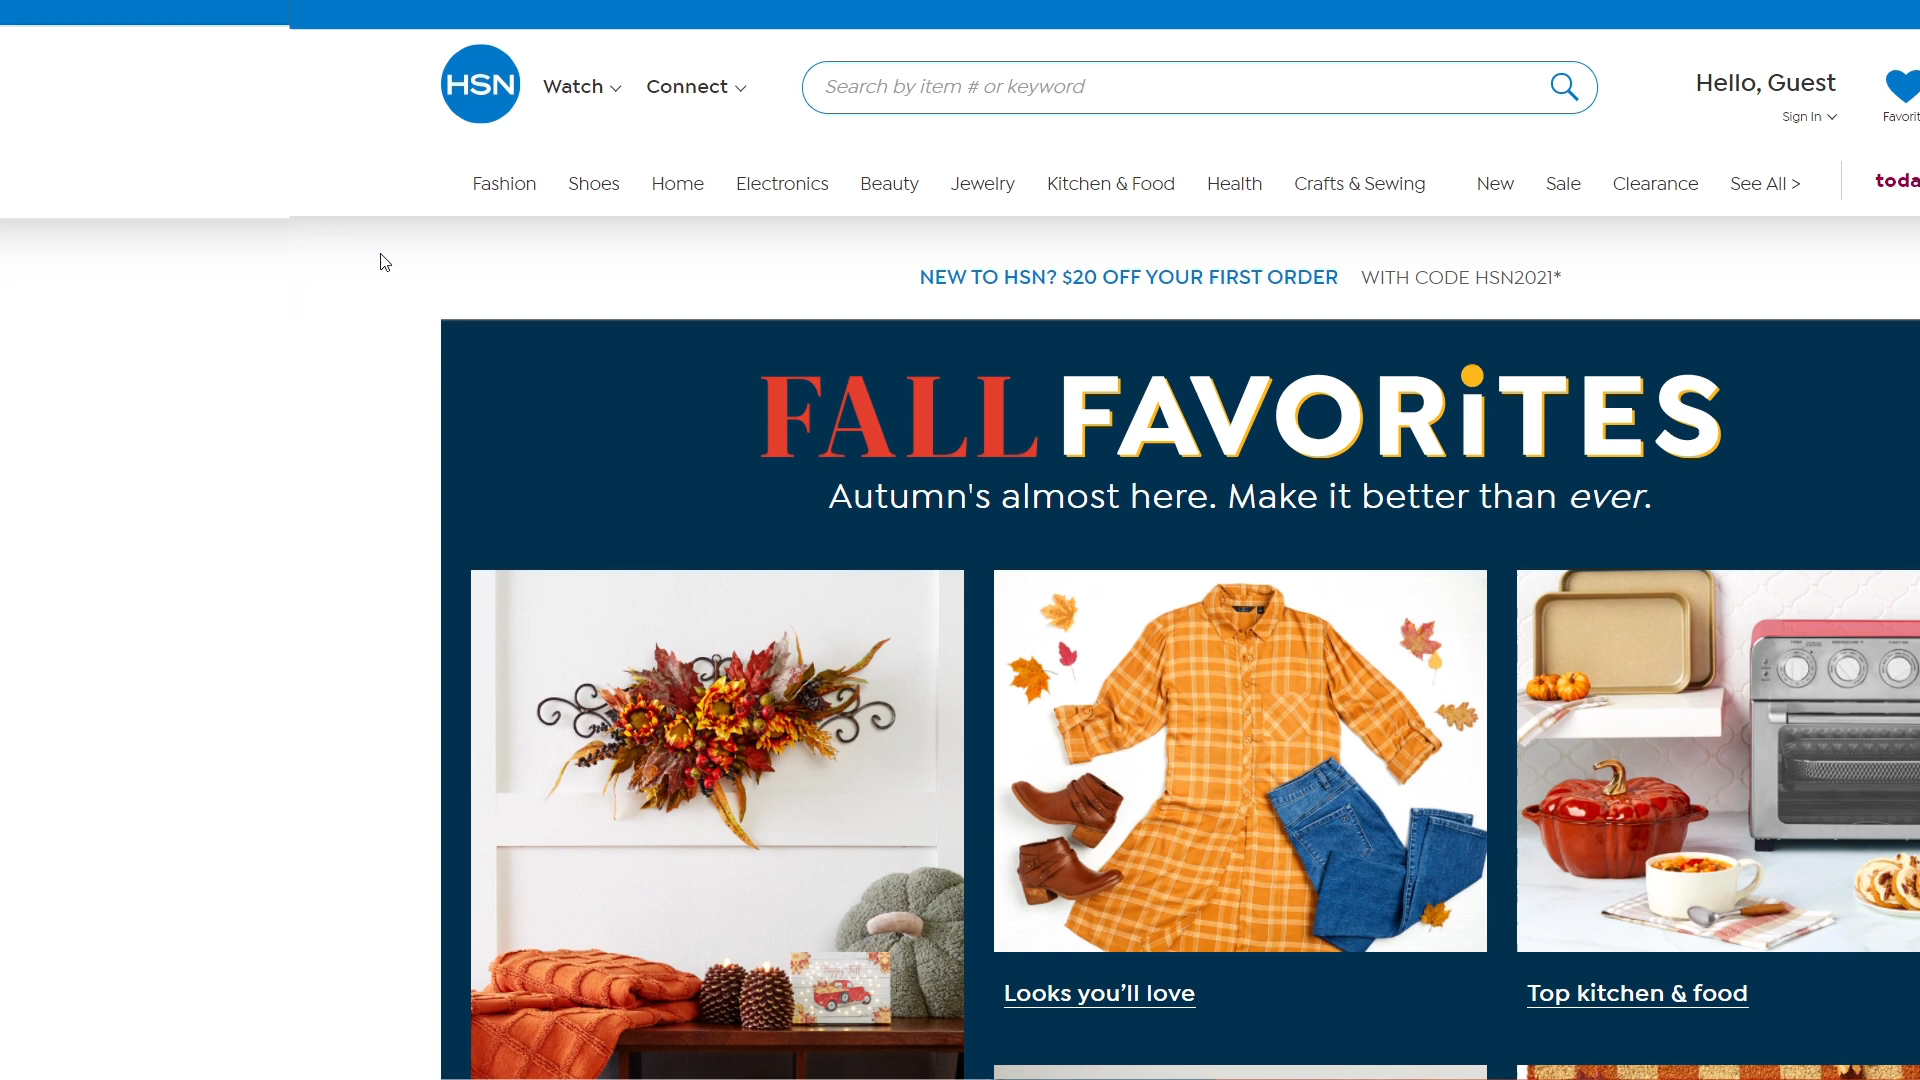 HSN
Watch
Connect
Search by item # or keyword
Hello, Guest
Sign In
Fashion
Shoes
Home
Electronics
Beauty
Jewelry
Kitchen & Food
Health
Crafts & Sewing
New
Sale
Clearance
See All >
NEW TO HSN? $20 OFF YOUR FIRST ORDER WITH CODE HSN2021*
FALL FAVORiTES
Autumn's almost here. Make it better than ever.
Happy Fall
Looks you’ll love
Top kitchen & food